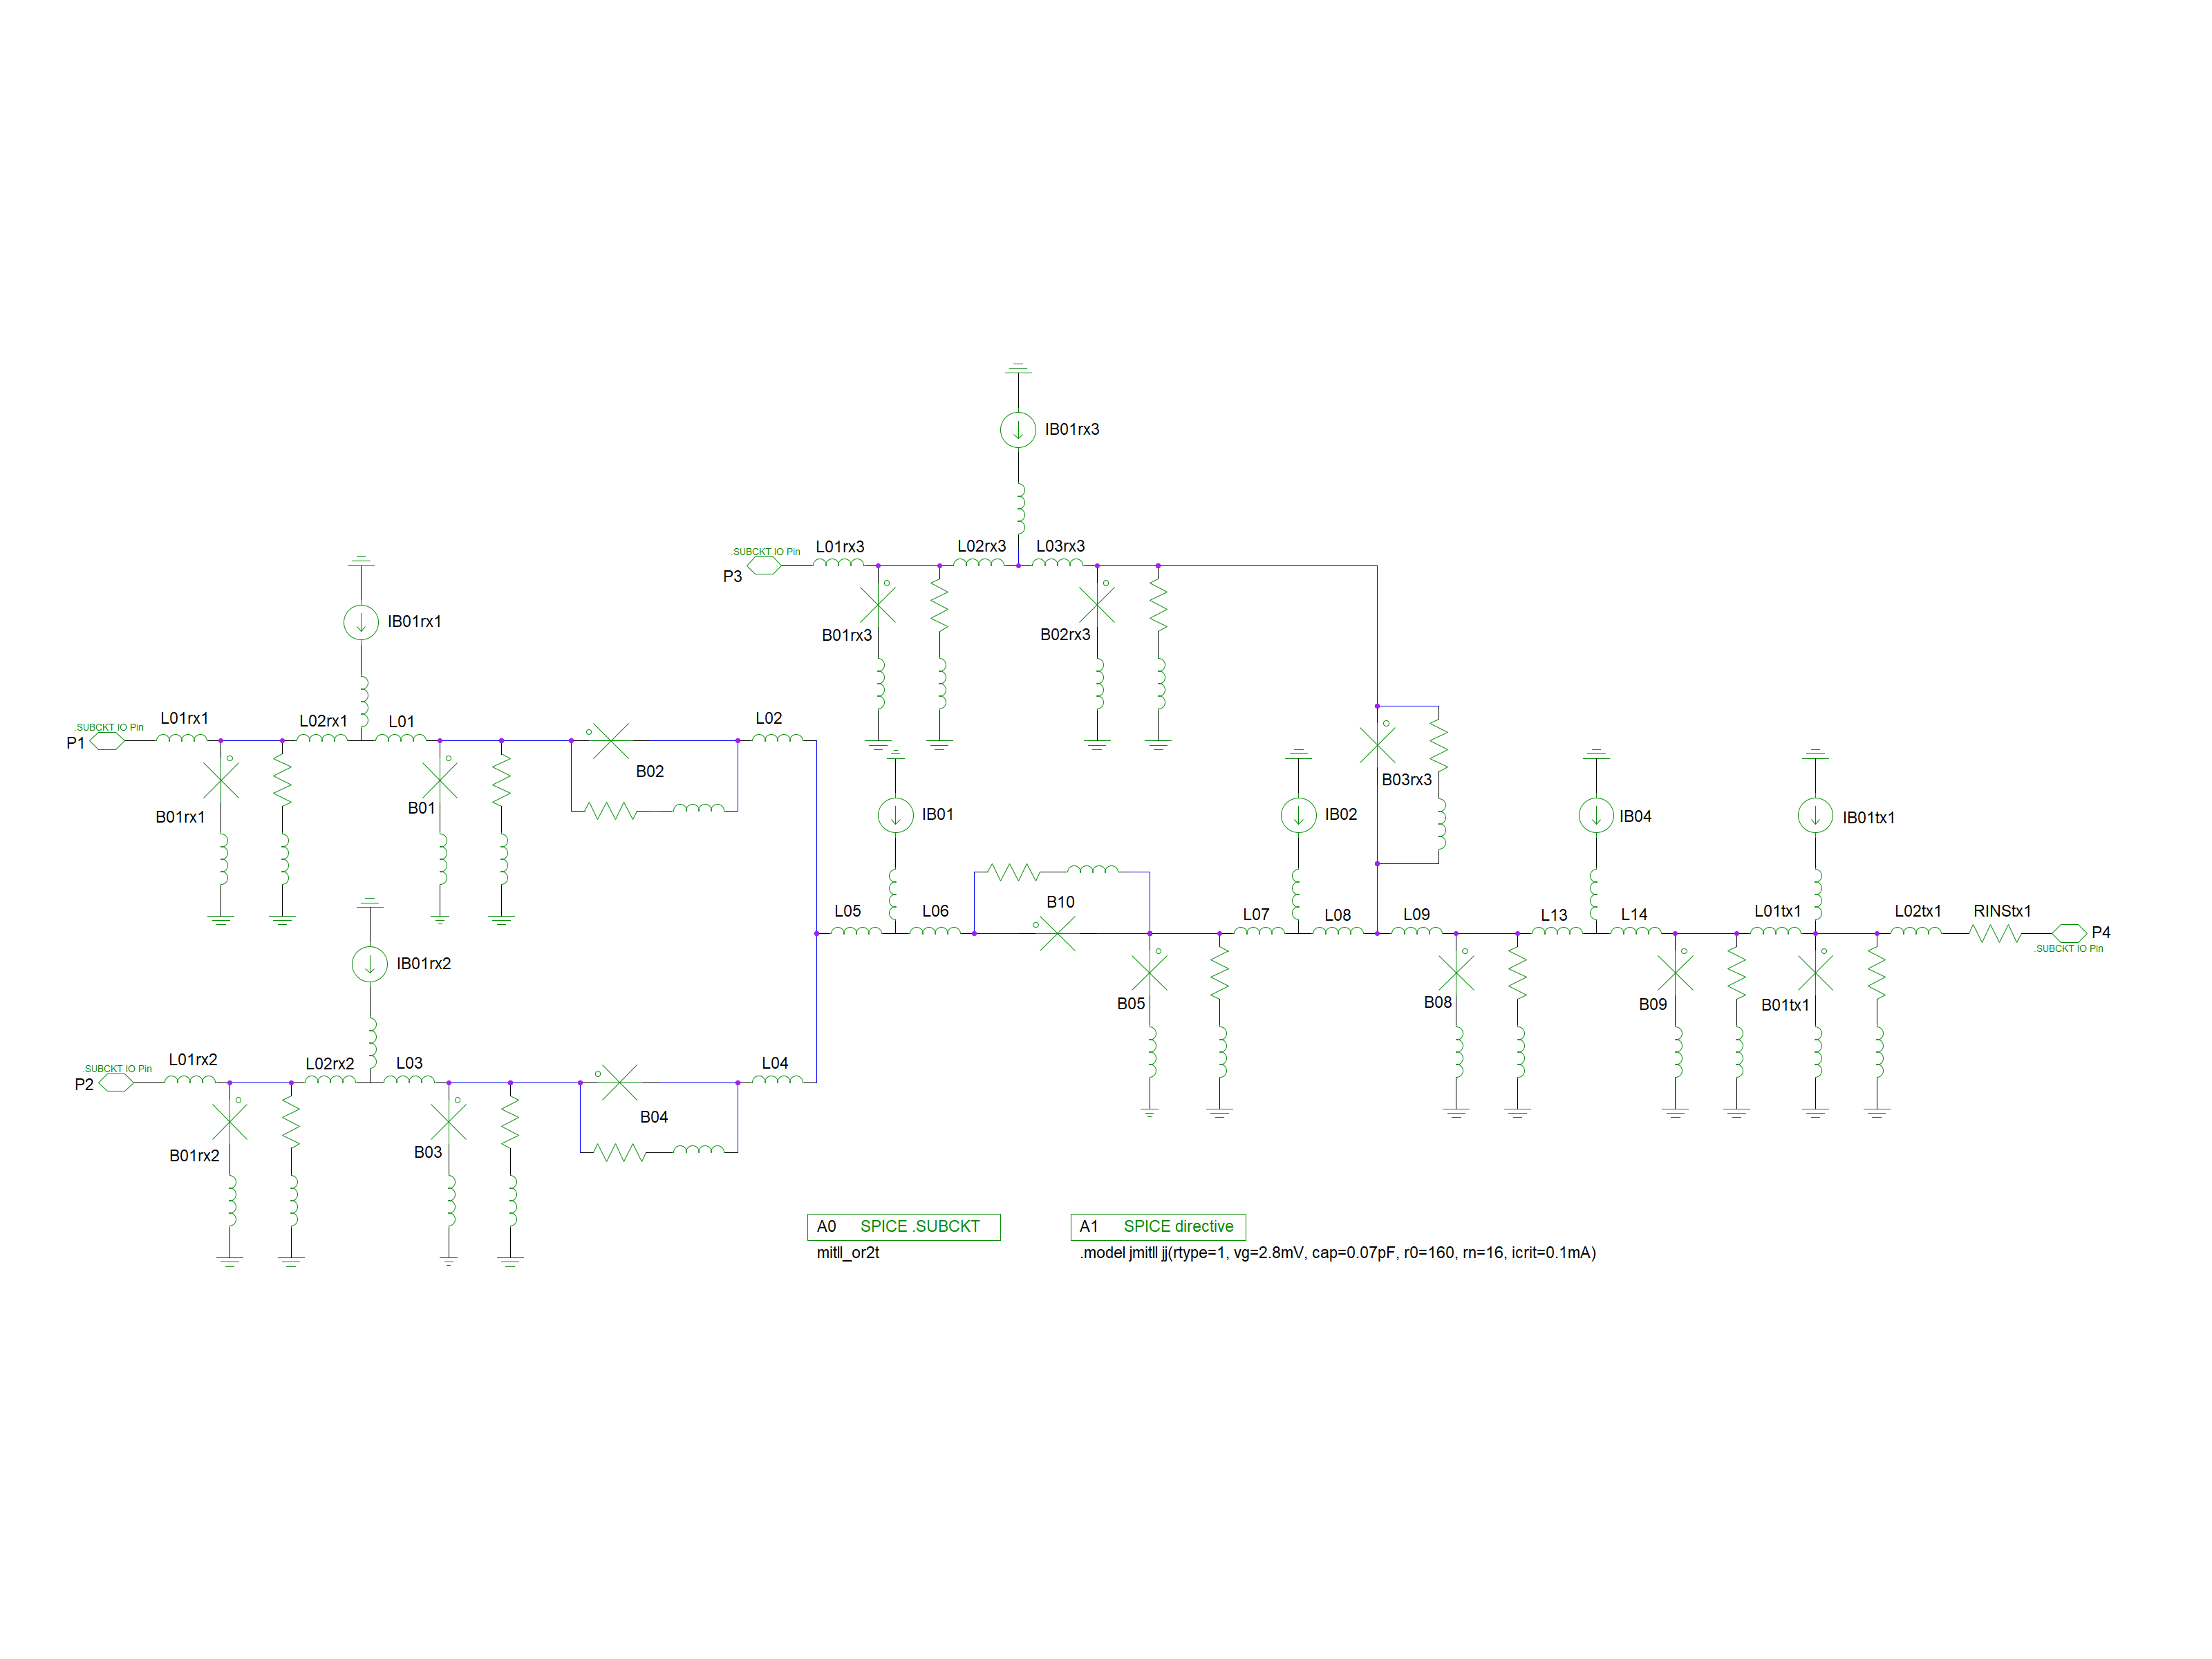 IB01rx3
.SUBCKT IO Pin
P3
L01rx3
L02rx3
L03rx3
B01rx3
B02rx3
IB01rx1
.SUBCKT IO Pin
P1
L01rx1
L02rx1
L01
L02
B01rx1
B01
B02
B03rx3
IB01
IB02
IB04
IB01tx1
L05
L06
B10
L07
L08
L09
L13
L14
L01tx1
L02tx1
RINStx1
P4
.SUBCKT IO Pin
B05
B08
B09
B01tx1
IB01rx2
.SUBCKT IO Pin
P2
L01rx2
L02rx2
L03
L04
B01rx2
B03
B04
A0 SPICE .SUBCKT
mitll_or2t
A1 SPICE directive
.model jmitll jj(rtype=1, vg=2.8mV, cap=0.07pF, r0=160, rn=16, icrit=0.1mA)